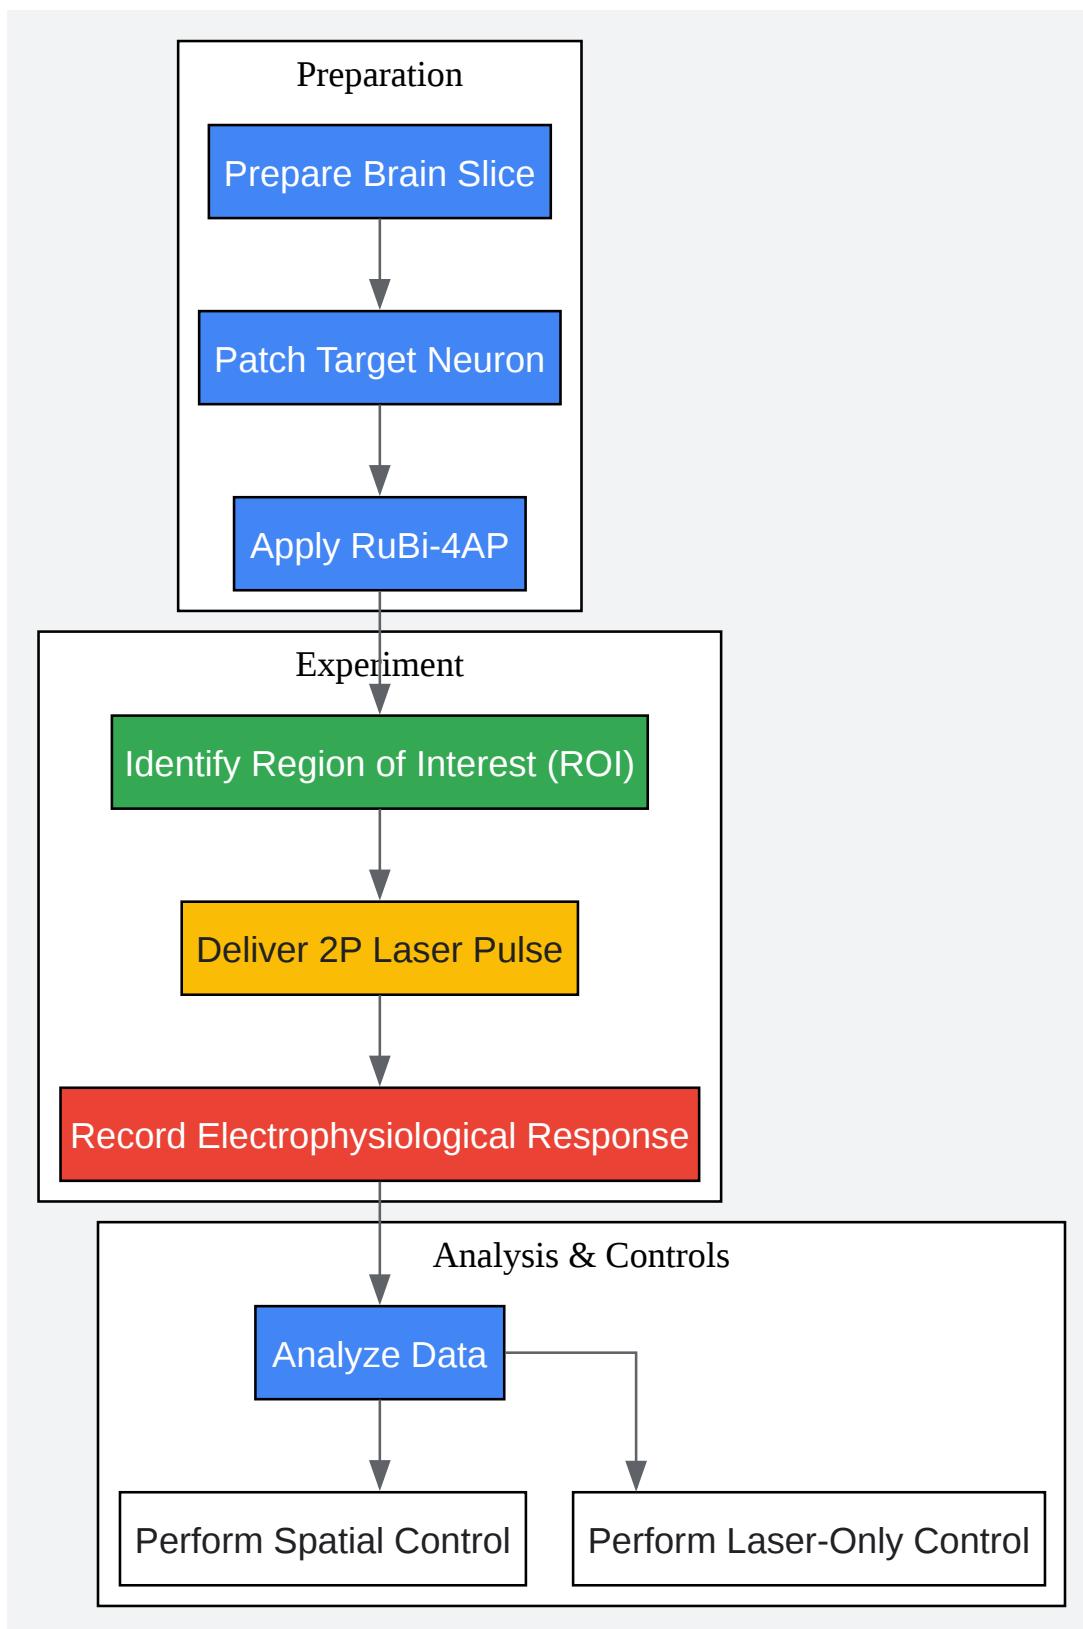 Preparation
Prepare Brain Slice
Patch Target Neuron
Apply RuBi-4AP
Experiment
Identify Region of Interest (ROI)
Deliver 2P Laser Pulse
Record Electrophysiological Response
Analysis & Controls
Analyze Data
Perform Spatial Control
Perform Laser-Only Control